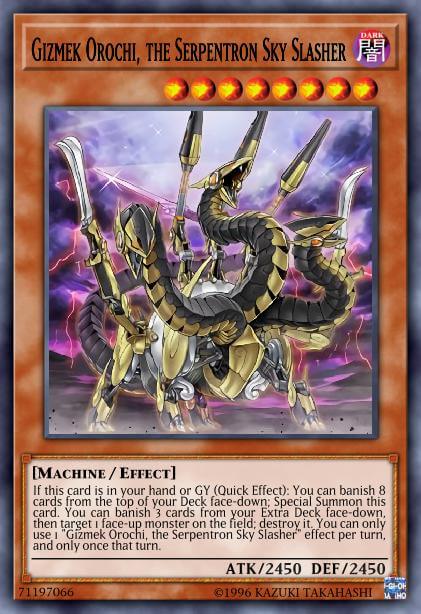 Gizmek Orochi, the Serpentron Sky Slasher
DARK
闇
[Machine / Effect]
If this card is in your hand or GY (Quick Effect): You can banish 8
cards from the top of your Deck face-down; Special Summon this
card. You can banish 3 cards from your Extra Deck face-down,
then target 1 face-up monster on the field; destroy it. You can only
use 1 "Gizmek Orochi, the Serpentron Sky Slasher" effect per turn,
and only once that turn.
ATK/2450 DEF/2450
71197066
©1996 KAZUKI TAKAHASHI